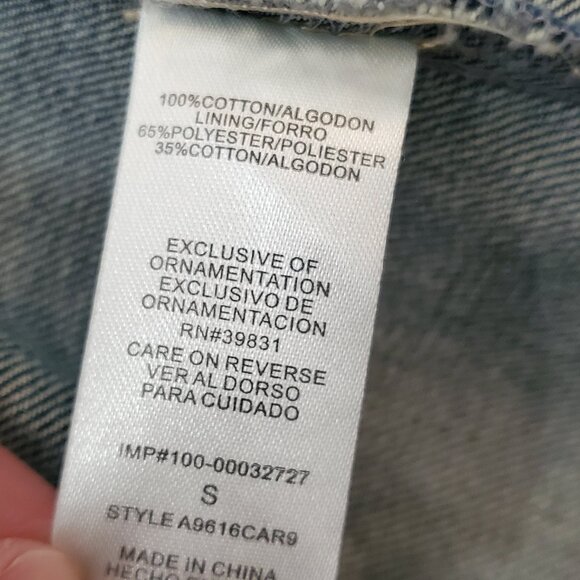 100%COTTON/ALGODON
LINING/FORRO
65%POLYESTER/POLIESTER
35%COTTON/ALGODON
EXCLUSIVE OF
ORNAMENTATION
EXCLUSIVO DE
ORNAMENTACION
RN#39831
CARE ON REVERSE
VER AL DORSO
PARA CUIDADO
IMP#100-00032727
S
STYLE A9616CAR9
MADE IN CHINA
HECHO